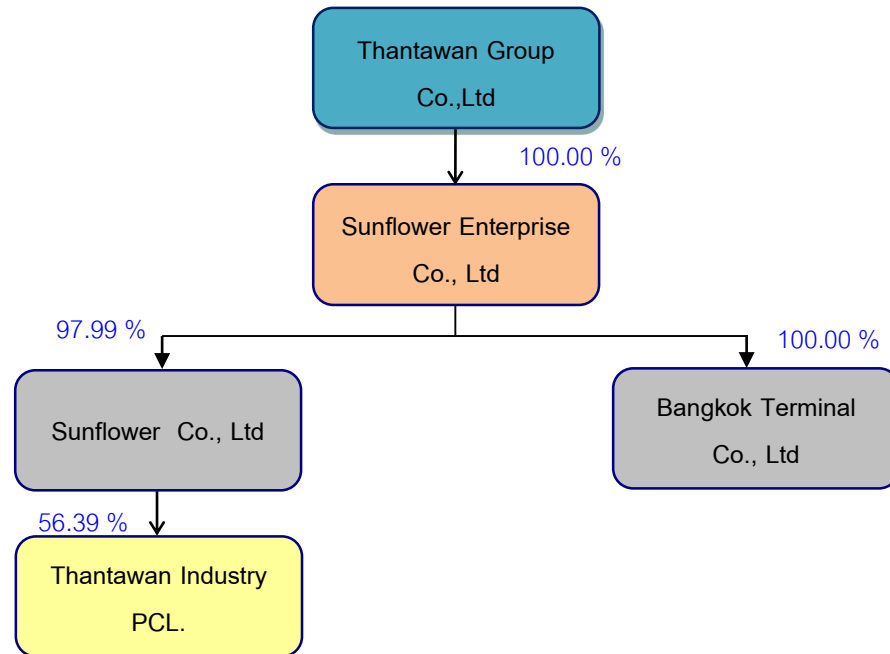 Thantawan Group
Co.,Ltd
100.00 %
Sunflower Enterprise
Co., Ltd
97.99 %
100.00 %
Sunflower Co., Ltd
Bangkok Terminal
Co., Ltd
56.39 %
Thantawan Industry
PCL.